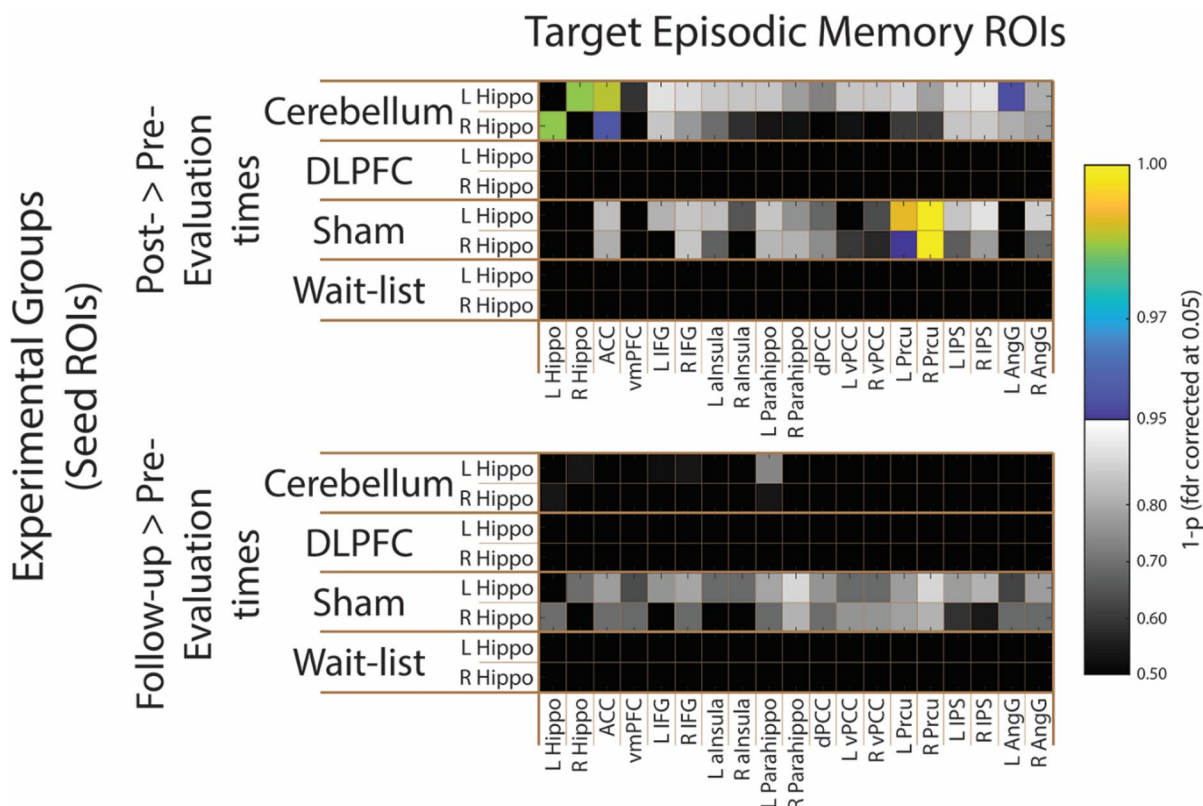 Target Episodic Memory ROIs
Experimental Groups
(Seed ROIs)
Post- > Pre-
Evaluation
times
Cerebellum
L Hippo
R Hippo
DLPFC
L Hippo
R Hippo
Sham
L Hippo
R Hippo
Wait-list
L Hippo
R Hippo
L Hippo
R Hippo
ACC
vmPFC
L IFG
R IFG
L aInsula
R aInsula
L Parahippo
R Parahippo
dPCC
L vPCC
R vPCC
L Prcu
R Prcu
L IPS
R IPS
L AngG
R AngG
Follow-up > Pre-
Evaluation
times
Cerebellum
L Hippo
R Hippo
DLPFC
L Hippo
R Hippo
Sham
L Hippo
R Hippo
Wait-list
L Hippo
R Hippo
L Hippo
R Hippo
ACC
vmPFC
L IFG
R IFG
L aInsula
R aInsula
L Parahippo
R Parahippo
dPCC
L vPCC
R vPCC
L Prcu
R Prcu
L IPS
R IPS
L AngG
R AngG
1.00
0.97
0.95
0.80
0.70
0.60
0.50
1-p (fdr corrected at 0.05)